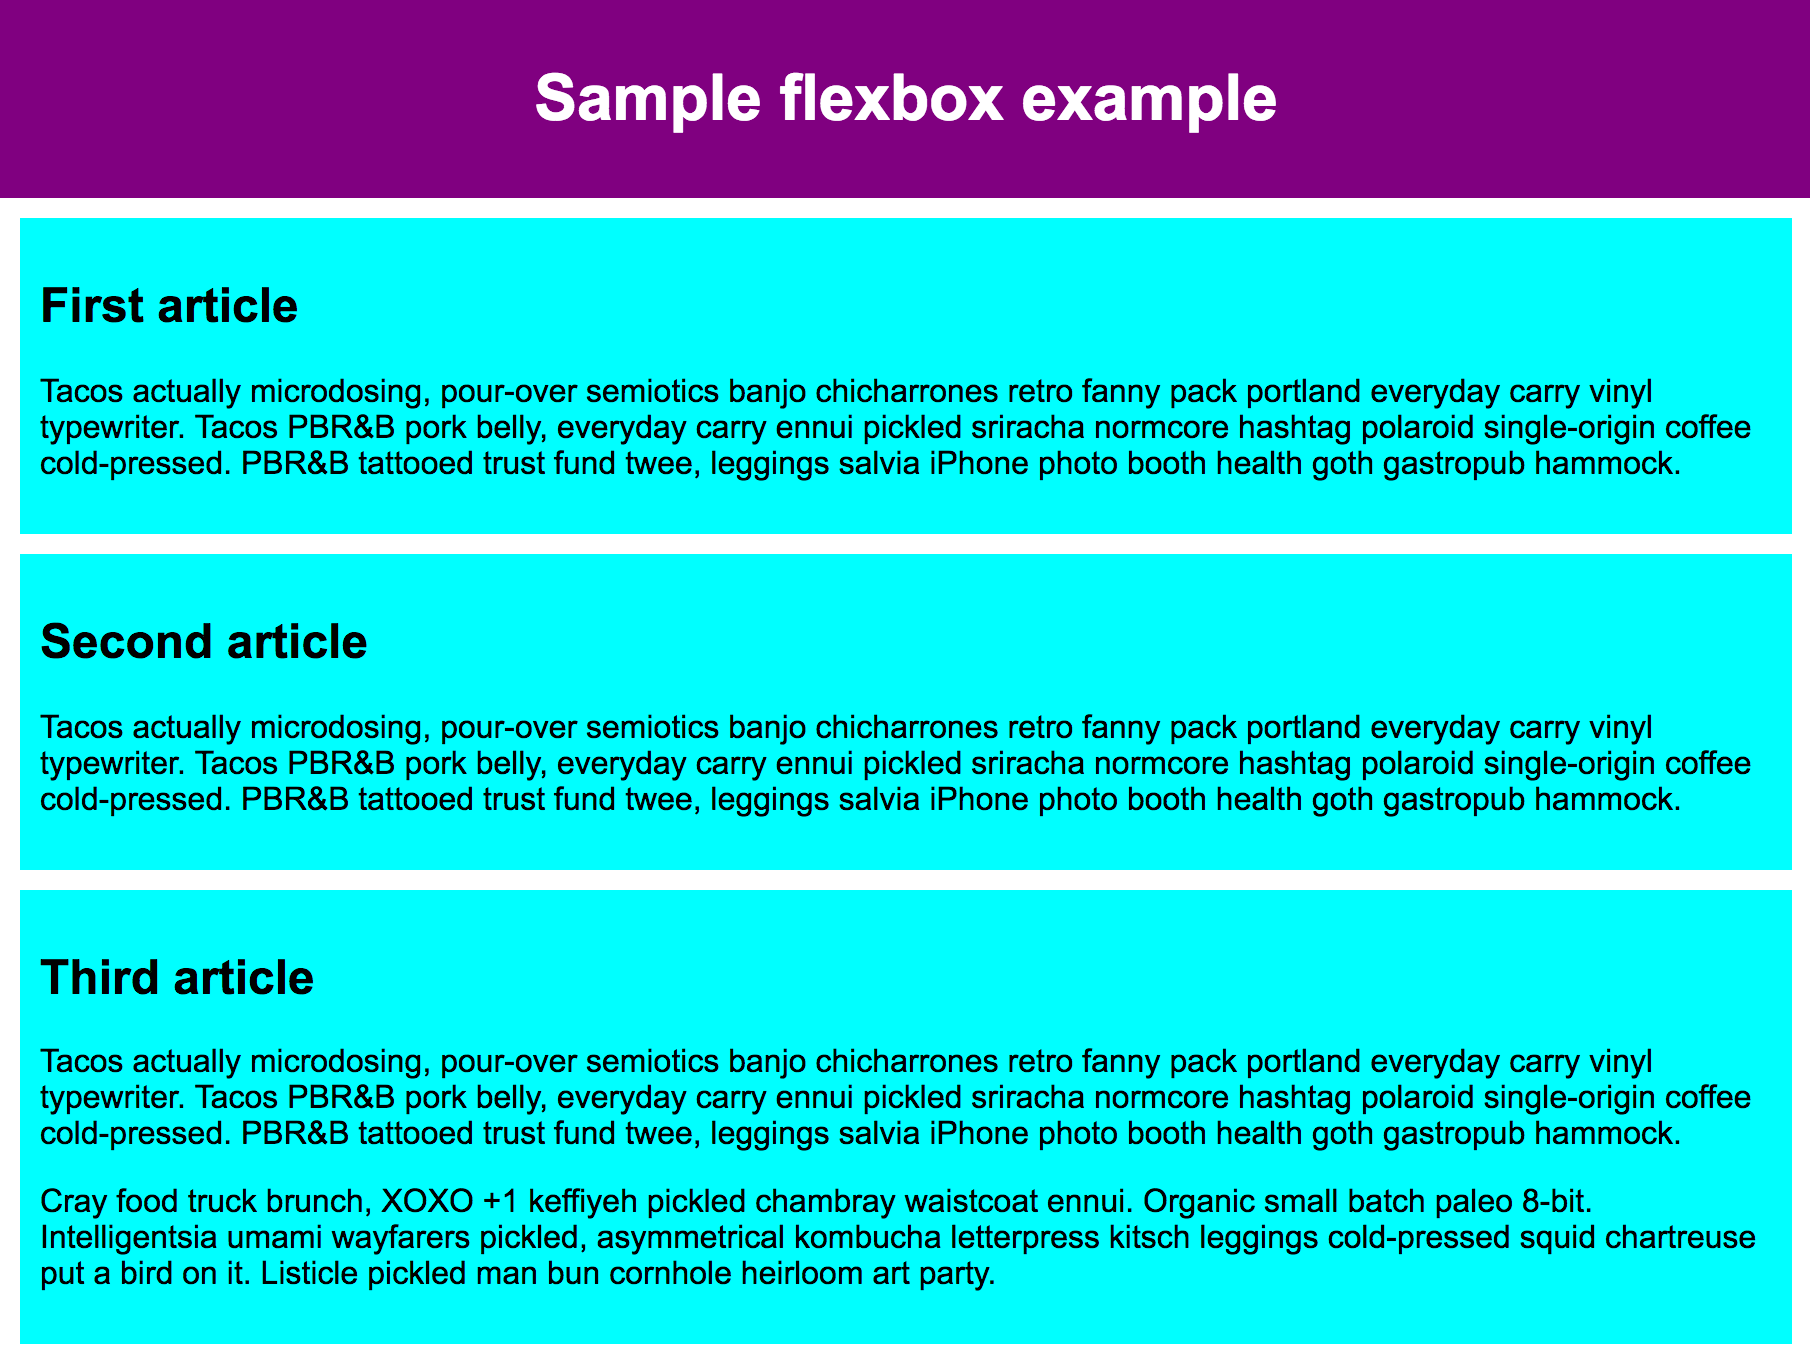 Sample flexbox example
First article
Tacos actually microdosing, pour-over semiotics banjo chicharrones retro fanny pack portland everyday carry vinyl
typewriter. Tacos PBR&B pork belly, everyday carry ennui pickled sriracha normcore hashtag polaroid single-origin coffee
cold-pressed. PBR&B tattooed trust fund twee, leggings salvia iPhone photo booth health goth gastropub hammock.
Second article
Tacos actually microdosing, pour-over semiotics banjo chicharrones retro fanny pack portland everyday carry vinyl
typewriter. Tacos PBR&B pork belly, everyday carry ennui pickled sriracha normcore hashtag polaroid single-origin coffee
cold-pressed. PBR&B tattooed trust fund twee, leggings salvia iPhone photo booth health goth gastropub hammock.
Third article
Tacos actually microdosing, pour-over semiotics banjo chicharrones retro fanny pack portland everyday carry vinyl
typewriter. Tacos PBR&B pork belly, everyday carry ennui pickled sriracha normcore hashtag polaroid single-origin coffee
cold-pressed. PBR&B tattooed trust fund twee, leggings salvia iPhone photo booth health goth gastropub hammock.
Cray food truck brunch, XOXO +1 keffiyeh pickled chambray waistcoat ennui. Organic small batch paleo 8-bit.
Intelligentsia umami wayfarers pickled, asymmetrical kombucha letterpress kitsch leggings cold-pressed squid chartreuse
put a bird on it. Listicle pickled man bun cornhole heirloom art party.